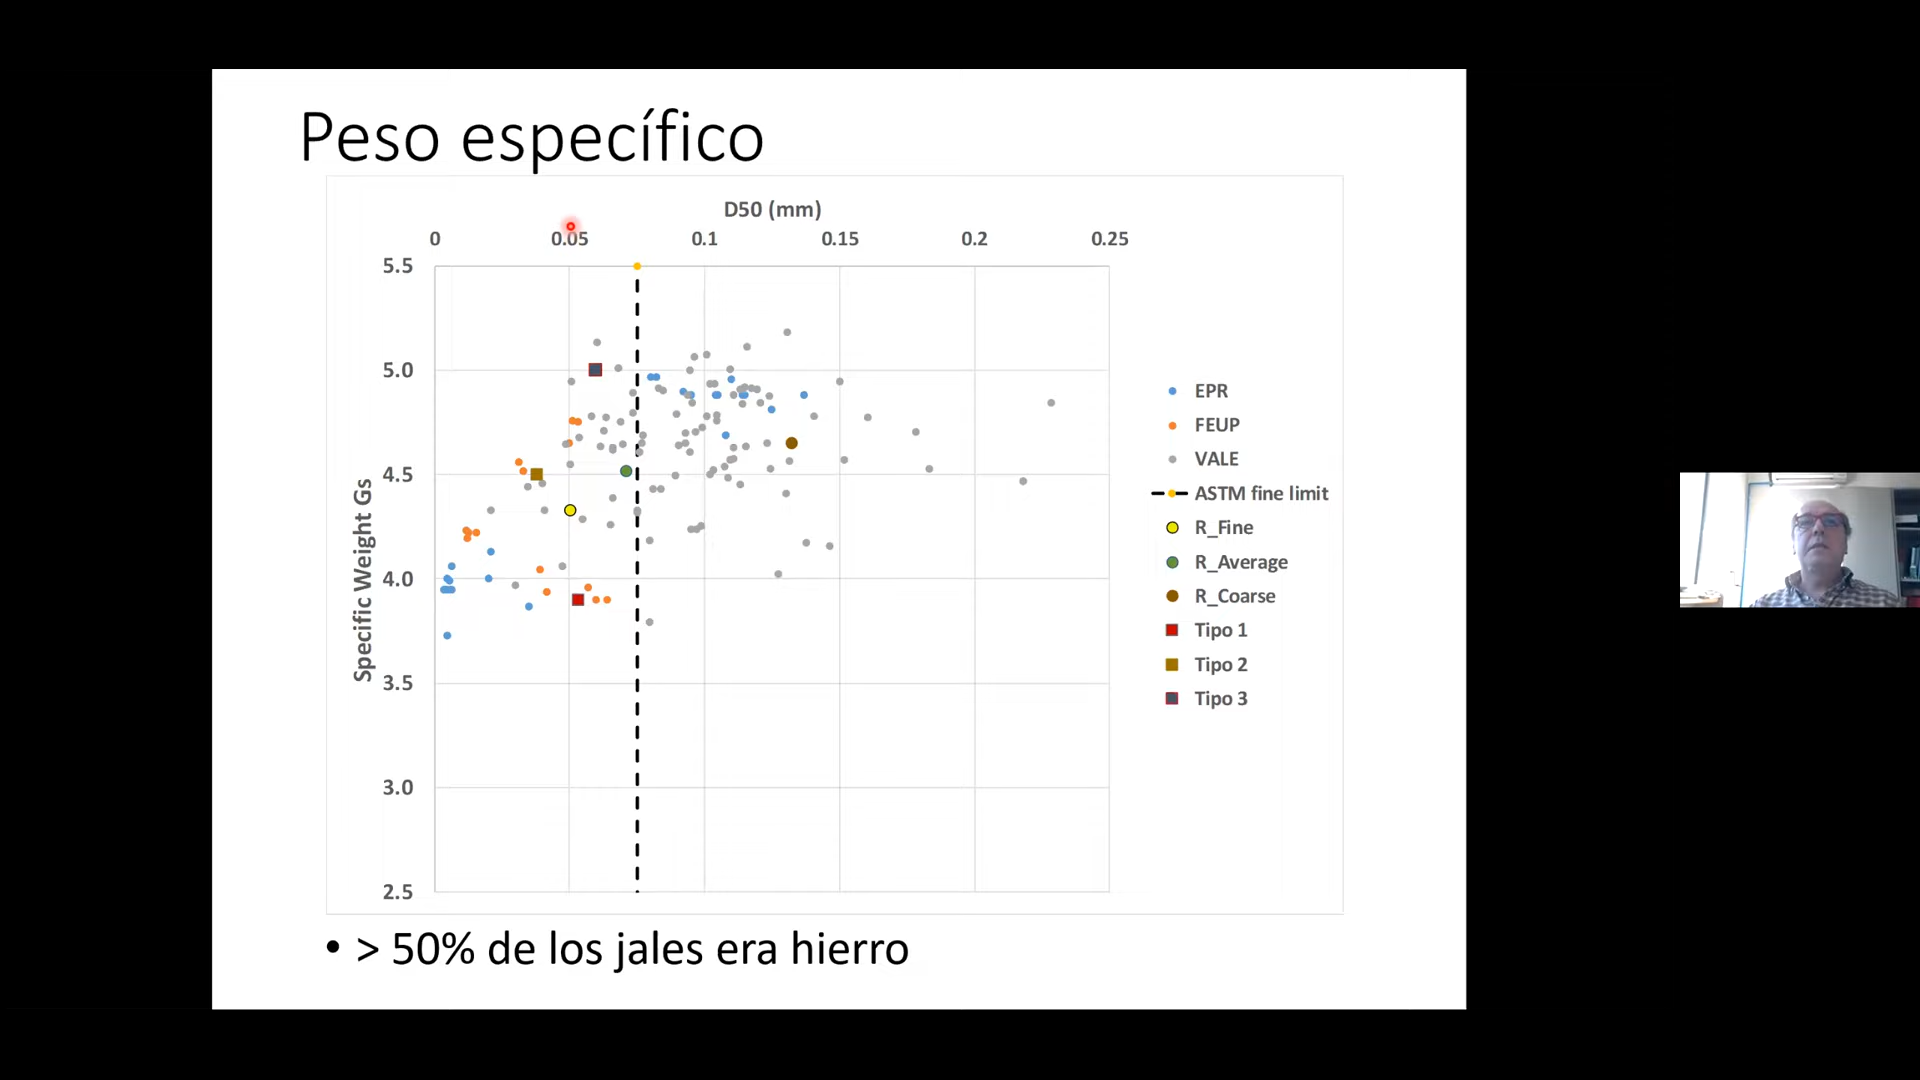 Peso específico
D50 (mm)
0 0.05 0.1 0.15 0.2 0.25
5.5
5.0
4.5
4.0
3.5
3.0
2.5
Specific Weight Gs
EPR
FEUP
VALE
ASTM fine limit
R_Fine
R_Average
R_Coarse
Tipo 1
Tipo 2
Tipo 3
• > 50% de los jales era hierro